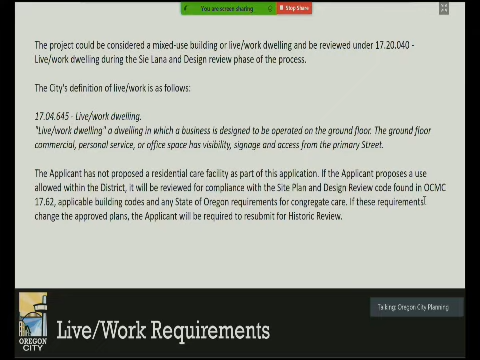 You are screen sharing
Stop Share
The project could be considered a mixed-use building or live/work dwelling and be reviewed under 17.20.040 -
Live/work dwelling during the Sie Lana and Design review phase of the process.
The City's definition of live/work is as follows:
17.04.645 - Live/work dwelling.
"Live/work dwelling" a dwelling in which a business is designed to be operated on the ground floor. The ground floor
commercial, personal service, or office space has visibility, signage and access from the primary Street.
The Applicant has not proposed a residential care facility as part of this application. If the Applicant proposes a use
allowed within the District, it will be reviewed for compliance with the Site Plan and Design Review code found in OCMC
17.62, applicable building codes and any State of Oregon requirements for congregate care. If these requirements
change the approved plans, the Applicant will be required to resubmit for Historic Review.
Talking: Oregon City Planning
OREGON
CITY
Live/Work Requirements